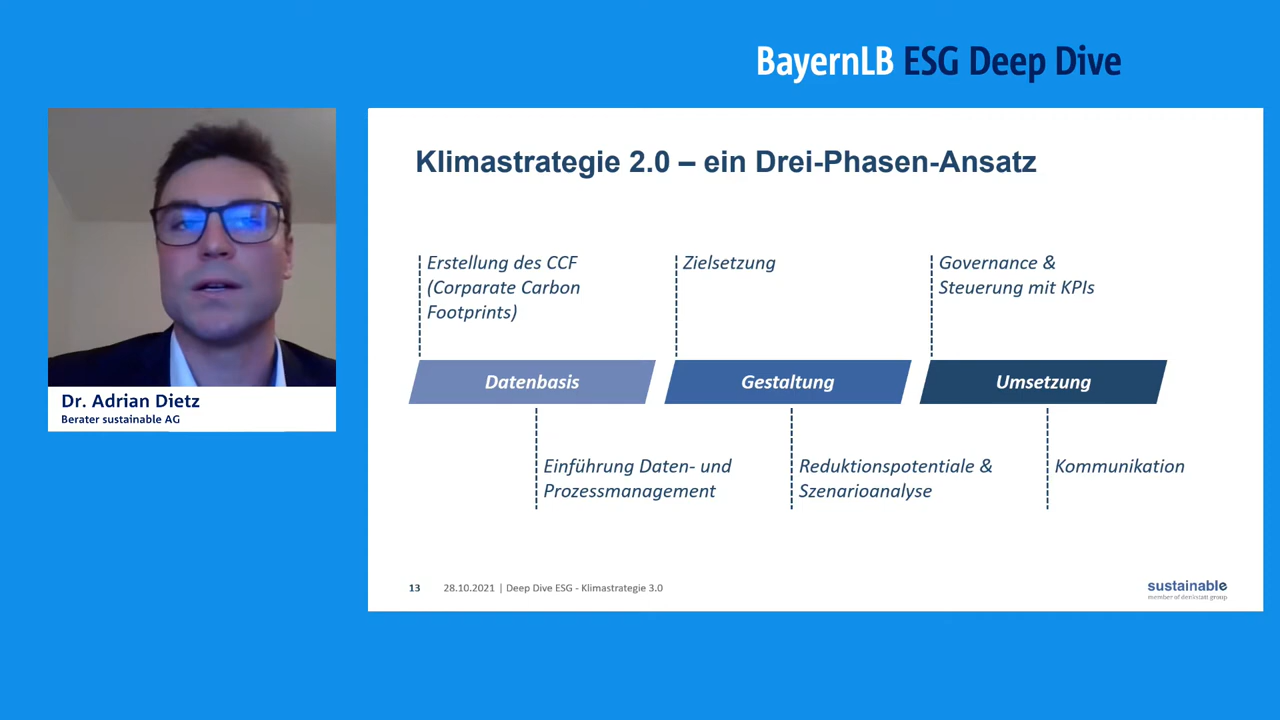 BayernLB ESG Deep Dive
Klimastrategie 2.0 – ein Drei-Phasen-Ansatz
Erstellung des CCF
(Corparate Carbon
Footprints)
Zielsetzung
Governance &
Steuerung mit KPIs
Datenbasis
Gestaltung
Umsetzung
Einführung Daten- und
Prozessmanagement
Reduktionspotentiale &
Szenarioanalyse
Kommunikation
Dr. Adrian Dietz
Berater sustainable AG
13 28.10.2021 | Deep Dive ESG - Klimastrategie 3.0
sustainable
member of denkstatt group